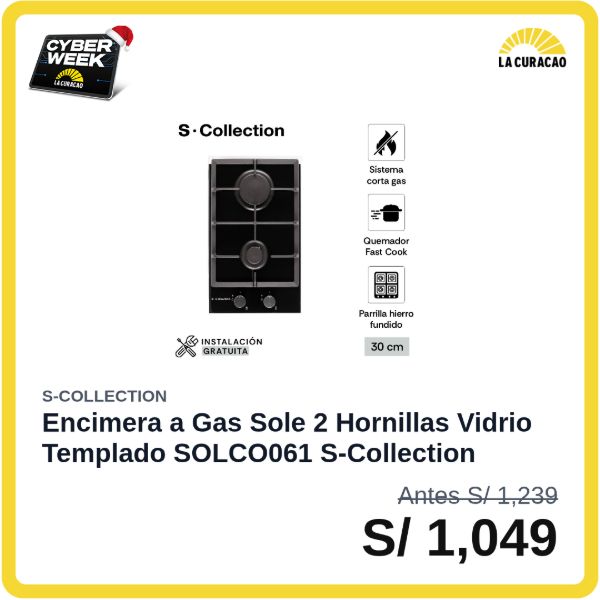 CYBER
WEEK
LA CURACAO
LA CURACAO
S·Collection
Sistema
corta gas
Quemador
Fast Cook
Parrilla hierro
fundido
30 cm
INSTALACIÓN
GRATUITA
S-COLLECTION
Encimera a Gas Sole 2 Hornillas Vidrio
Templado SOLCO061 S-Collection
Antes S/ 1,239
S/ 1,049